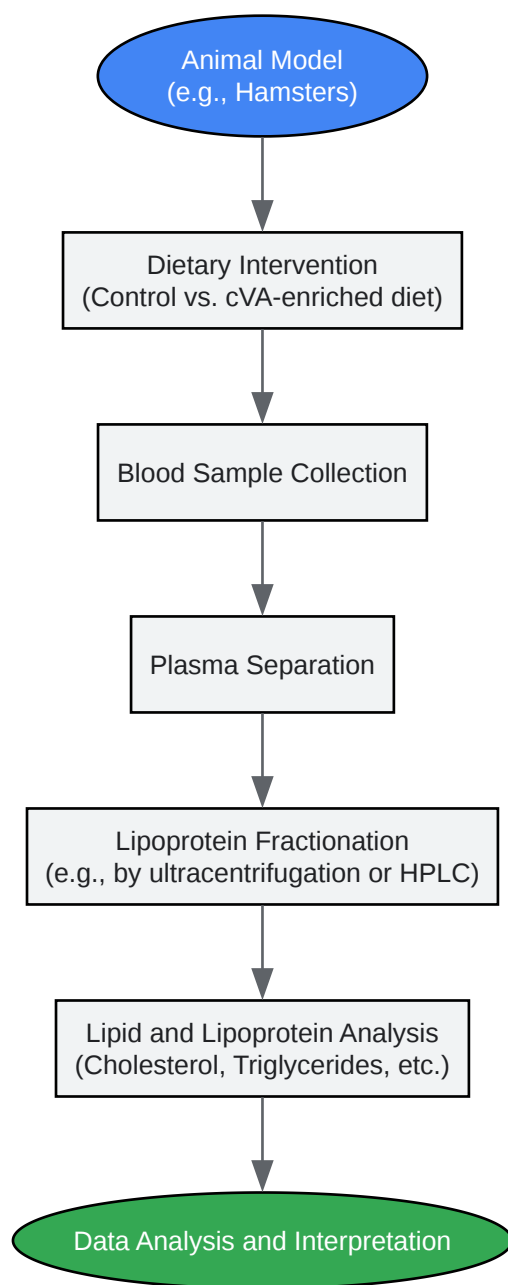 Animal Model
(e.g., Hamsters)
Dietary Intervention
(Control vs. cVA-enriched diet)
Blood Sample Collection
Plasma Separation
Lipoprotein Fractionation
(e.g., by ultracentrifugation or HPLC)
Lipid and Lipoprotein Analysis
(Cholesterol, Triglycerides, etc.)
Data Analysis and Interpretation